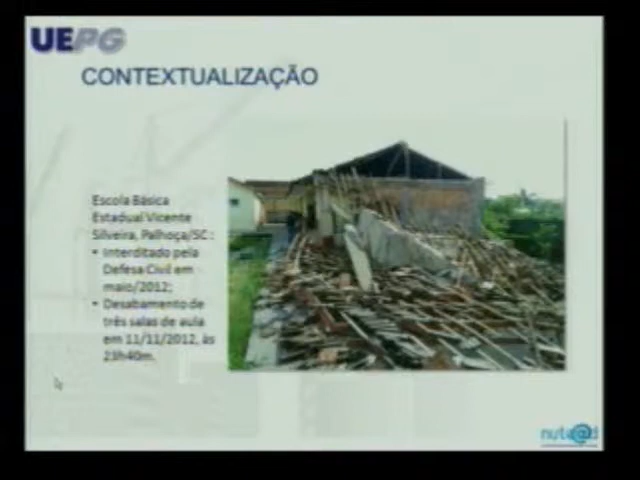 UEPG
CONTEXTUALIZAÇÃO
Escola Básica
Estadual Vicente
Silveira, Palhoça/SC:
• Interditado pela
Defesa Civil em
maio/2012;
• Desabamento de
três salas de aula
em 11/11/2012, às
23h40m.
nute@d